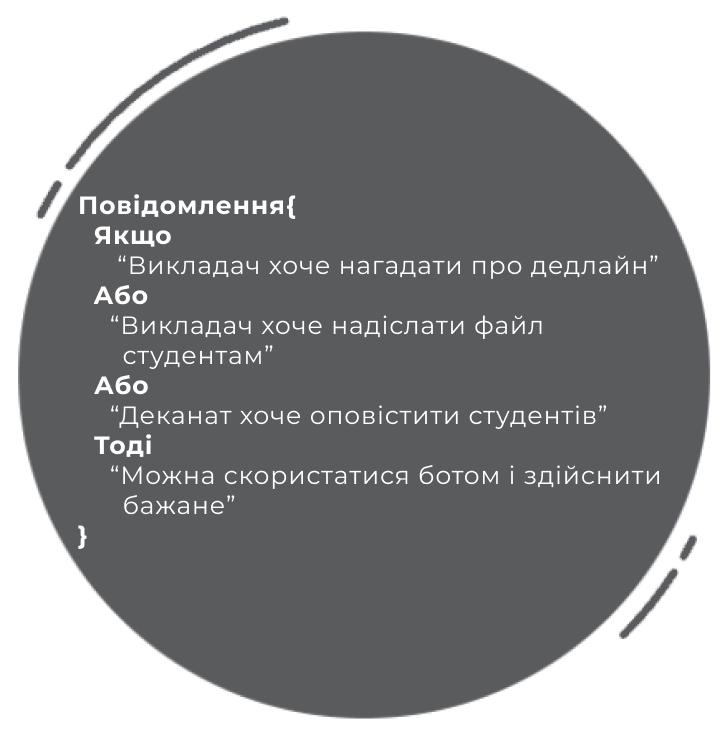 Повідомлення{
Якщо
“Викладач хоче нагадати про дедлайн”
Або
“Викладач хоче надіслати файл
студентам”
Або
“Деканат хоче оповістити студентів”
Тоді
“Можна скористатися ботом і здійснити
бажане”
}